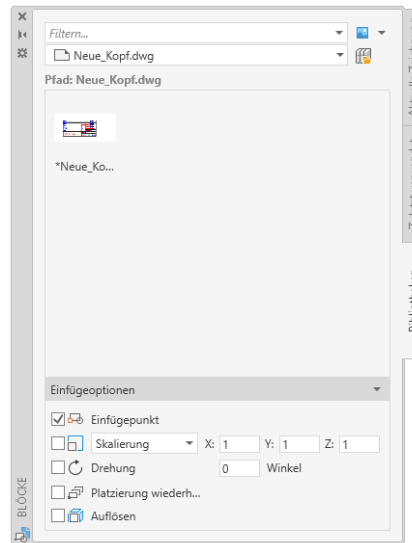 Filtern...
Neue_Kopf.dwg
Pfad: Neue_Kopf.dwg
*Neue_Ko...
Einfügeoptionen
Einfügepunkt
Skalierung X: 1 Y: 1 Z: 1
Drehung 0 Winkel
Platzierung wiederh...
Auflösen
BLÖCKE